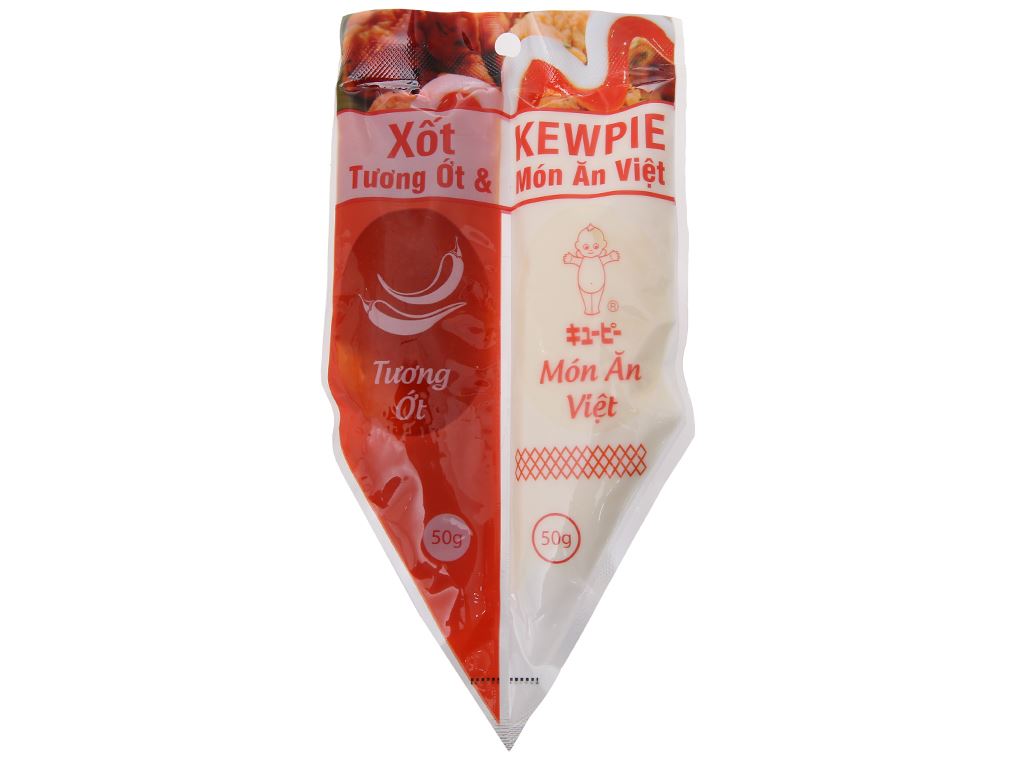 Xốt
Tương Ớt &
KEWPIE
Món Ăn Việt
Tương
Ớt
50g
®
キユーピー
Món Ăn
Việt
50g